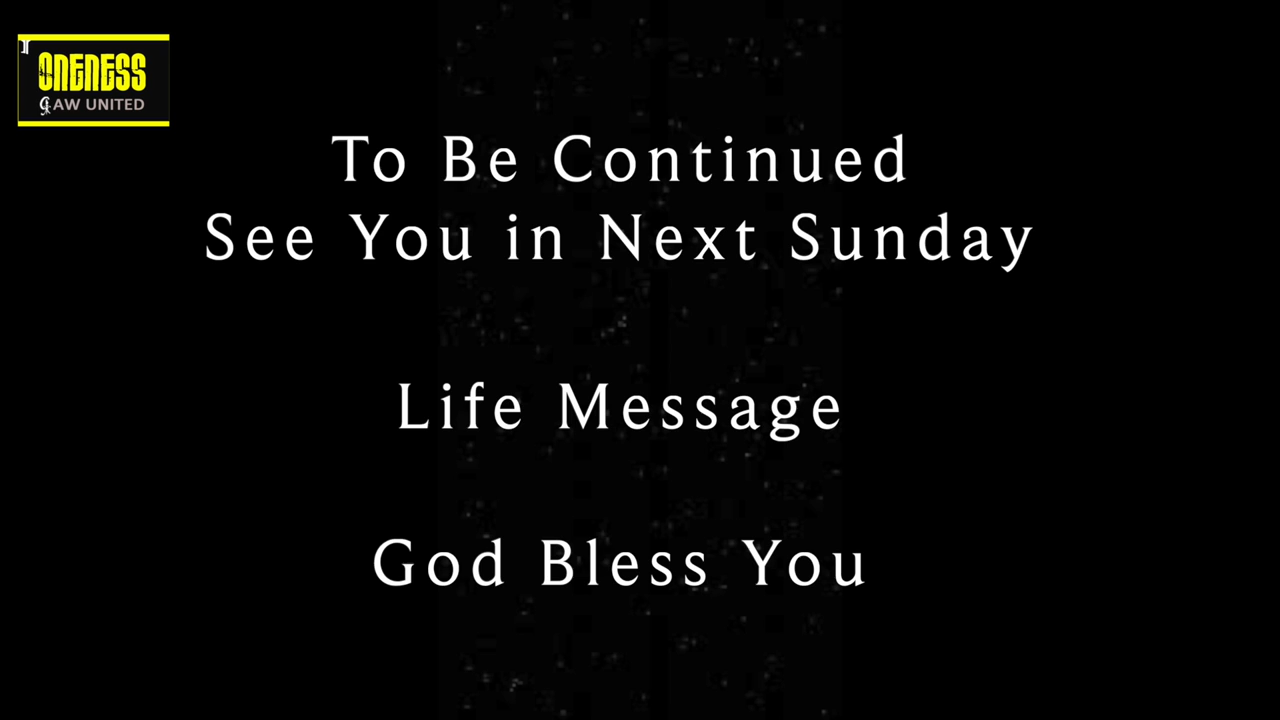 ONENESS
GAW UNITED
To Be Continued
See You in Next Sunday
Life Message
God Bless You